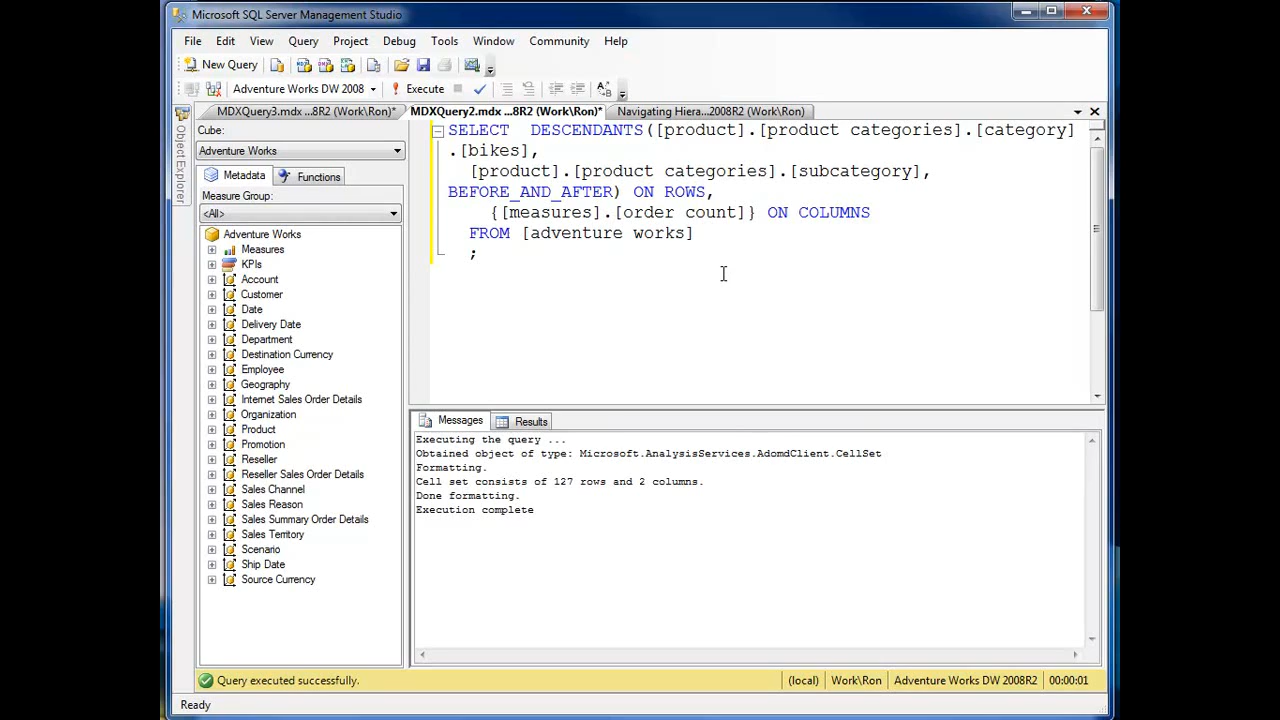 Microsoft SQL Server Management Studio
File Edit View Query Project Debug Tools Window Community Help
New Query
Adventure Works DW 2008 Execute
MDXQuery3.mdx ...8R2 (Work\Ron)* MDXQuery2.mdx ...8R2 (Work\Ron)* Navigating Hiera...2008R2 (Work\Ron)
Object Explorer
Cube:
Adventure Works
Metadata Functions
Measure Group:
<All>
Adventure Works
Measures
KPIs
Account
Customer
Date
Delivery Date
Department
Destination Currency
Employee
Geography
Internet Sales Order Details
Organization
Product
Promotion
Reseller
Reseller Sales Order Details
Sales Channel
Sales Reason
Sales Summary Order Details
Sales Territory
Scenario
Ship Date
Source Currency
SELECT DESCENDANTS([product].[product categories].[category]
.[bikes],
[product].[product categories].[subcategory],
BEFORE_AND_AFTER) ON ROWS,
{[measures].[order count]} ON COLUMNS
FROM [adventure works]
;
Messages Results
Executing the query ...
Obtained object of type: Microsoft.AnalysisServices.AdomdClient.CellSet
Formatting.
Cell set consists of 127 rows and 2 columns.
Done formatting.
Execution complete
Query executed successfully. (local) Work\Ron Adventure Works DW 2008R2 00:00:01
Ready